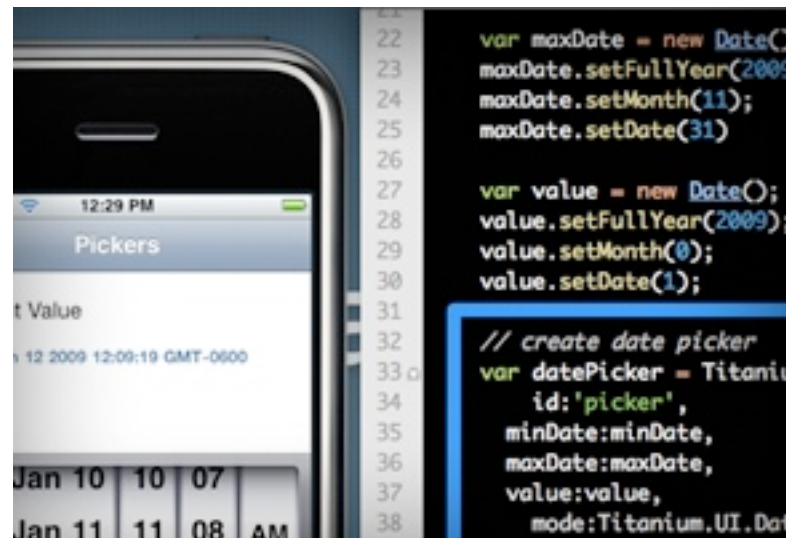 12:29 PM
Pickers
t Value
12 2009 12:09:19 GMT-0600
Jan 10 10 07
Jan 11 11 08 AM
22 var maxDate = new Date()
23 maxDate.setFullYear(2009
24 maxDate.setMonth(11);
25 maxDate.setDate(31)
26
27 var value = new Date();
28 value.setFullYear(2009);
29 value.setMonth(0);
30 value.setDate(1);
31
32 // create date picker
33 var datePicker = Titaniu
34 id:'picker',
35 minDate:minDate,
36 maxDate:maxDate,
37 value:value,
38 mode:Titanium.UI.Dat